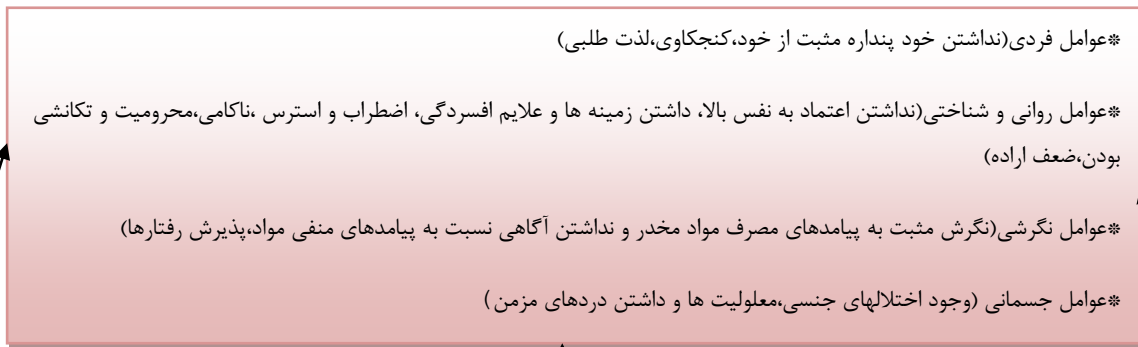 *عوامل فردی(نداشتن خود پنداره مثبت از خود،کنجکاوی،لذت طلبی)
*عوامل روانی و شناختی(نداشتن اعتماد به نفس بالا، داشتن زمینه ها و علایم افسردگی، اضطراب و استرس ،ناکامی،محرومیت و تکانشی
بودن،ضعف اراده)
*عوامل نگرشی(نگرش مثبت به پیامدهای مصرف مواد مخدر و نداشتن آگاهی نسبت به پیامدهای منفی مواد،پذیرش رفتارها)
*عوامل جسمانی (وجود اختلالهای جنسی،معلولیت ها و داشتن دردهای مزمن)